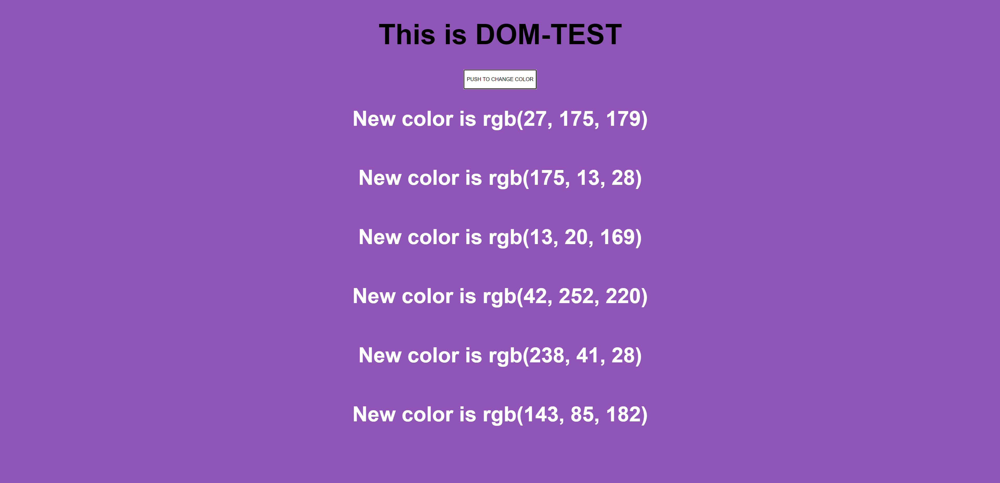 This is DOM-TEST
PUSH TO CHANGE COLOR
New color is rgb(27, 175, 179)
New color is rgb(175, 13, 28)
New color is rgb(13, 20, 169)
New color is rgb(42, 252, 220)
New color is rgb(238, 41, 28)
New color is rgb(143, 85, 182)